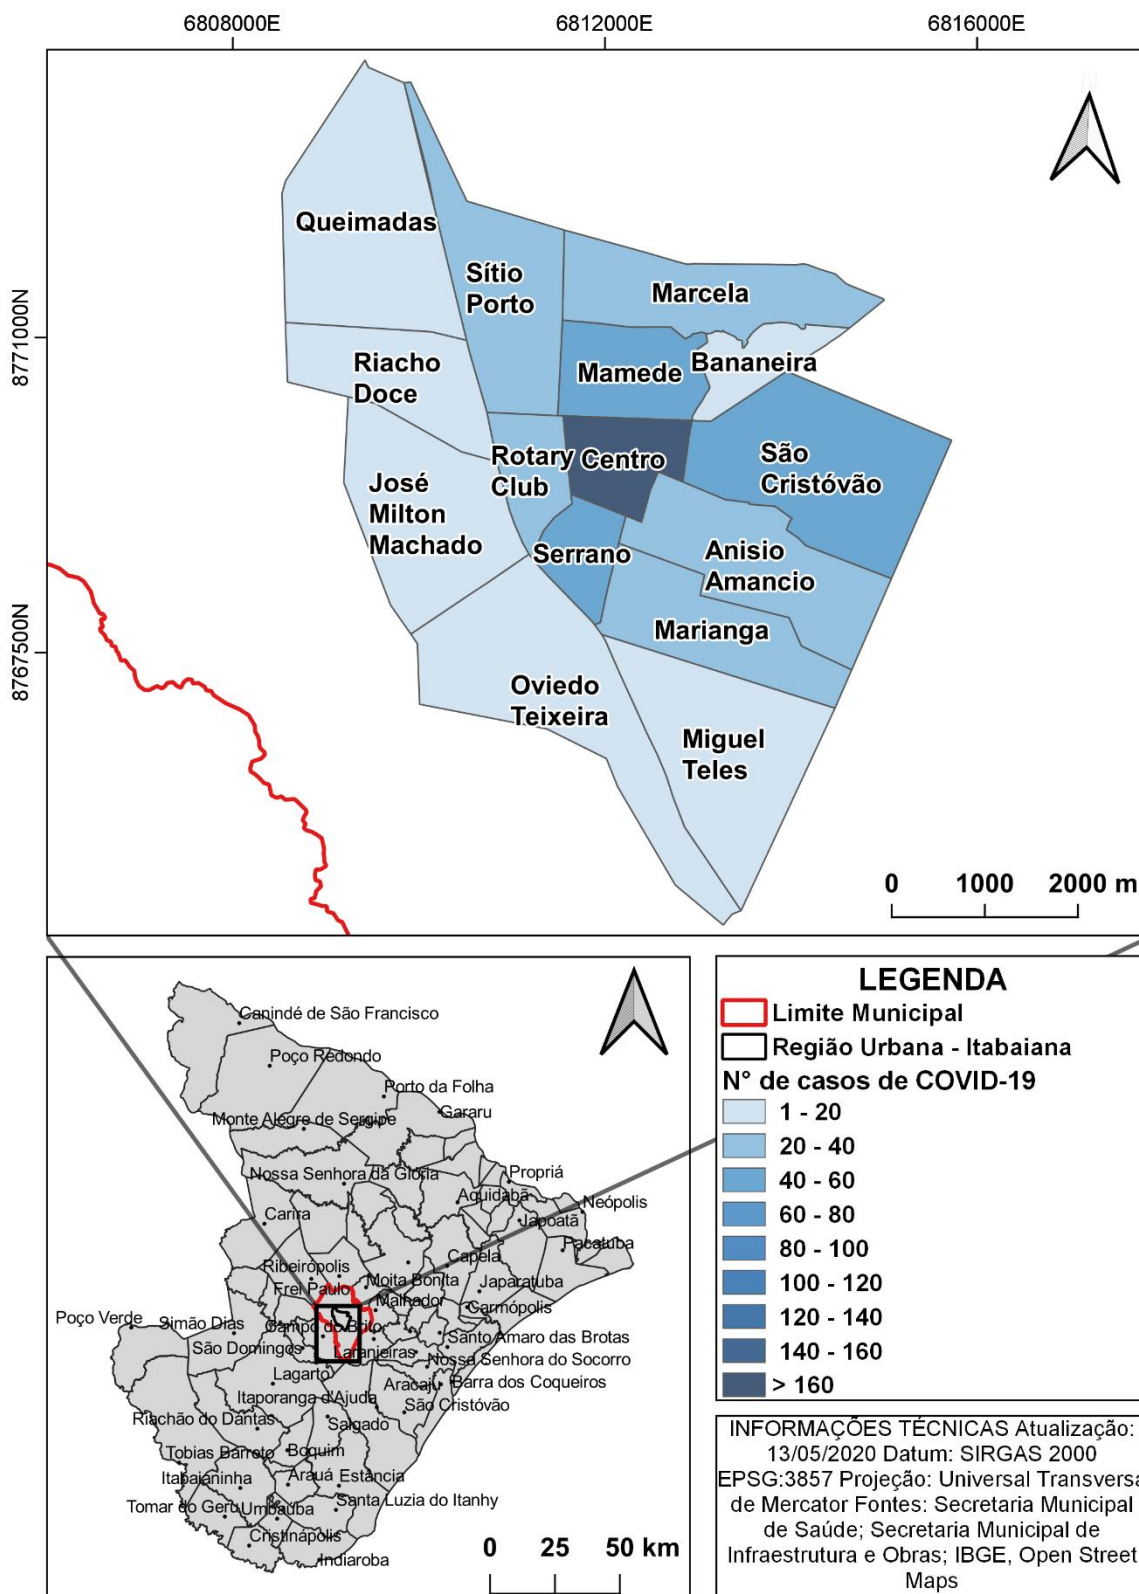 6808000E
6812000E
6816000E
N
8771000N
8767500N
Queimadas
Sítio
Porto
Marcela
Riacho
Doce
Mamede
Bananeira
Rotary
Club
Centro
São
Cristóvão
José
Milton
Machado
Serrano
Anisio
Amancio
Marianga
Oviedo
Teixeira
Miguel
Teles
0 1000 2000 m
Canindé de São Francisco
Poço Redondo
Porto da Folha
Gararu
Monte Alegre de Sergipe
Nossa Senhora da Glória
Propriá
Aquidabã
Neópolis
Japoatã
Carira
Pacatuba
Capela
Ribeirópolis
Moita Bonita
Japaratuba
Frei Paulo
Malhador
Carmópolis
Poço Verde
Simão Dias
Campo do Brito
Santo Amaro das Brotas
São Domingos
Laranjeiras
Nossa Senhora do Socorro
Lagarto
Aracaju
Barra dos Coqueiros
Itaporanga d'Ajuda
São Cristóvão
Riachão do Dantas
Salgado
Tobias Barreto
Boquim
Itabaianinha
Arauá
Estância
Tomar do Geru
Umbaúba
Santa Luzia do Itanhy
Cristinápolis
Indiaroba
0 25 50 km
LEGENDA
Limite Municipal
Região Urbana - Itabaiana
N° de casos de COVID-19
1 - 20
20 - 40
40 - 60
60 - 80
80 - 100
100 - 120
120 - 140
140 - 160
> 160
INFORMAÇÕES TÉCNICAS Atualização:
13/05/2020 Datum: SIRGAS 2000
EPSG:3857 Projeção: Universal Transversa
de Mercator Fontes: Secretaria Municipal
de Saúde; Secretaria Municipal de
Infraestrutura e Obras; IBGE, Open Street
Maps